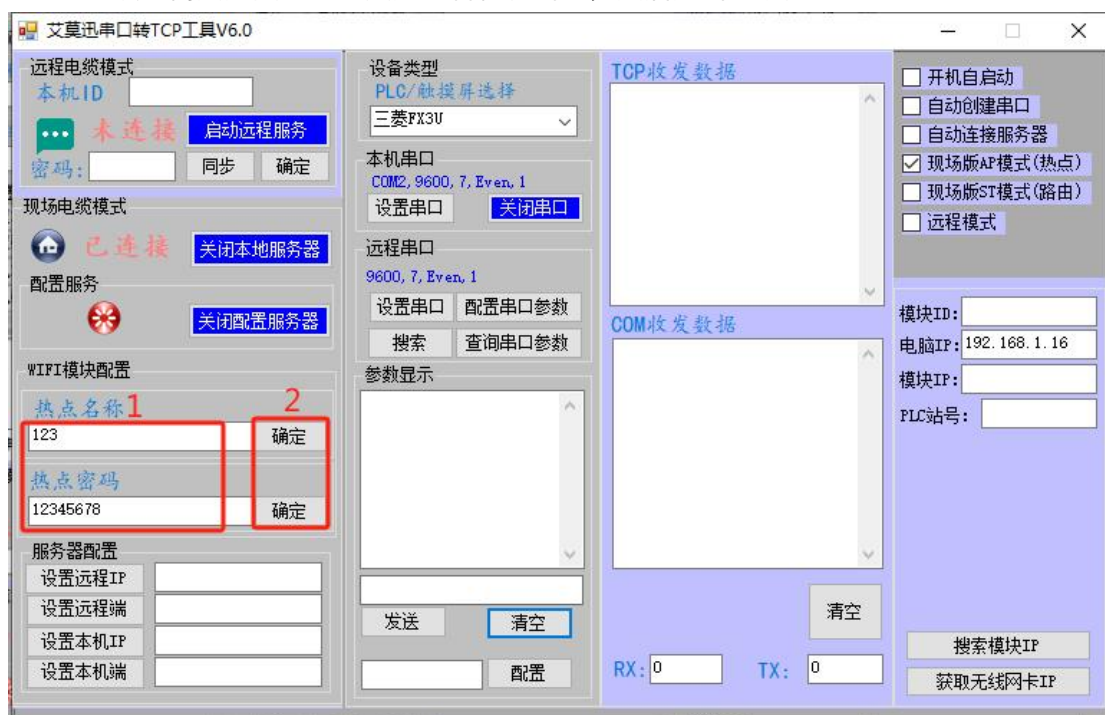 艾莫迅串口转TCP工具V6.0
远程电缆模式
本机ID
未连接
启动远程服务
密码:
同步
确定
现场电缆模式
已连接
关闭本地服务器
配置服务
关闭配置服务器
WIFI模块配置
热点名称
1
2
123
确定
热点密码
12345678
确定
服务器配置
设置远程IP
设置远程端
设置本机IP
设置本机端
设备类型
PLC/触摸屏选择
三菱FX3U
本机串口
COM2, 9600, 7, Even, 1
设置串口
关闭串口
远程串口
9600, 7, Even, 1
设置串口
配置串口参数
搜索
查询串口参数
参数显示
发送
清空
配置
TCP收发数据
COM收发数据
清空
RX:
0
TX:
0
开机自启动
自动创建串口
自动连接服务器
现场版AP模式(热点)
现场版ST模式(路由)
远程模式
模块ID:
电脑IP:
192.168.1.16
模块IP:
PLC站号:
搜索模块IP
获取无线网卡IP